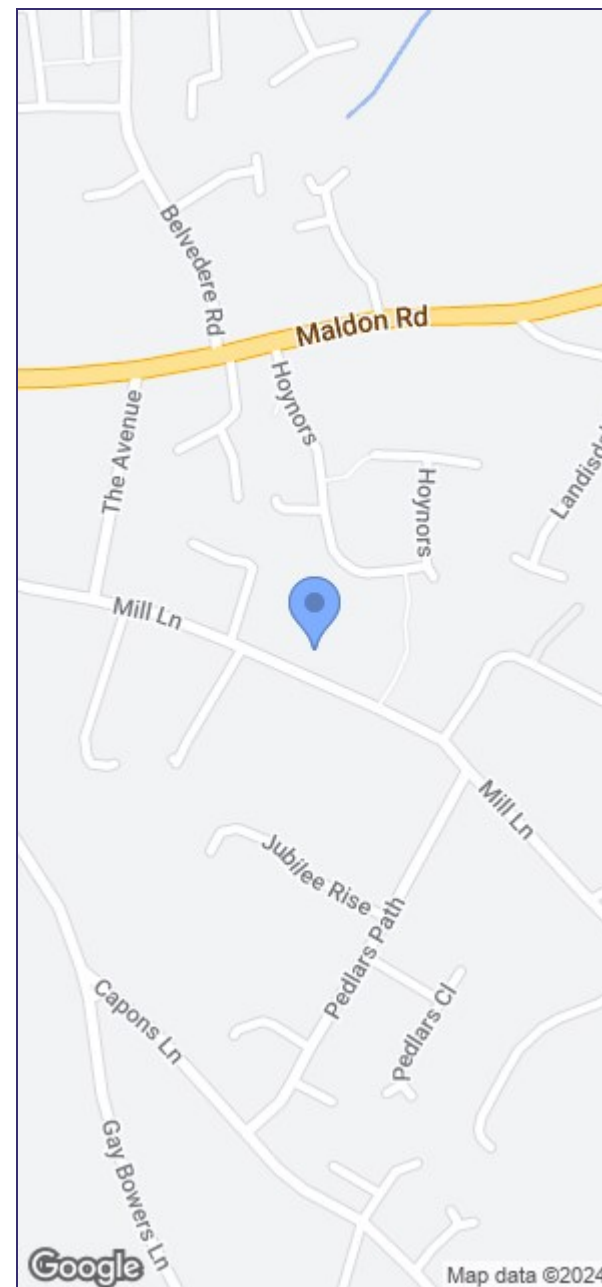 Belvedere Rd
Maldon Rd
Hoynors
The Avenue
Hoynors
Mill Ln
Mill Ln
Jubilee Rise
Pedlars Path
Capons Ln
Pedlars Cl
Gay Bowers Ln
Google
Map data ©2024